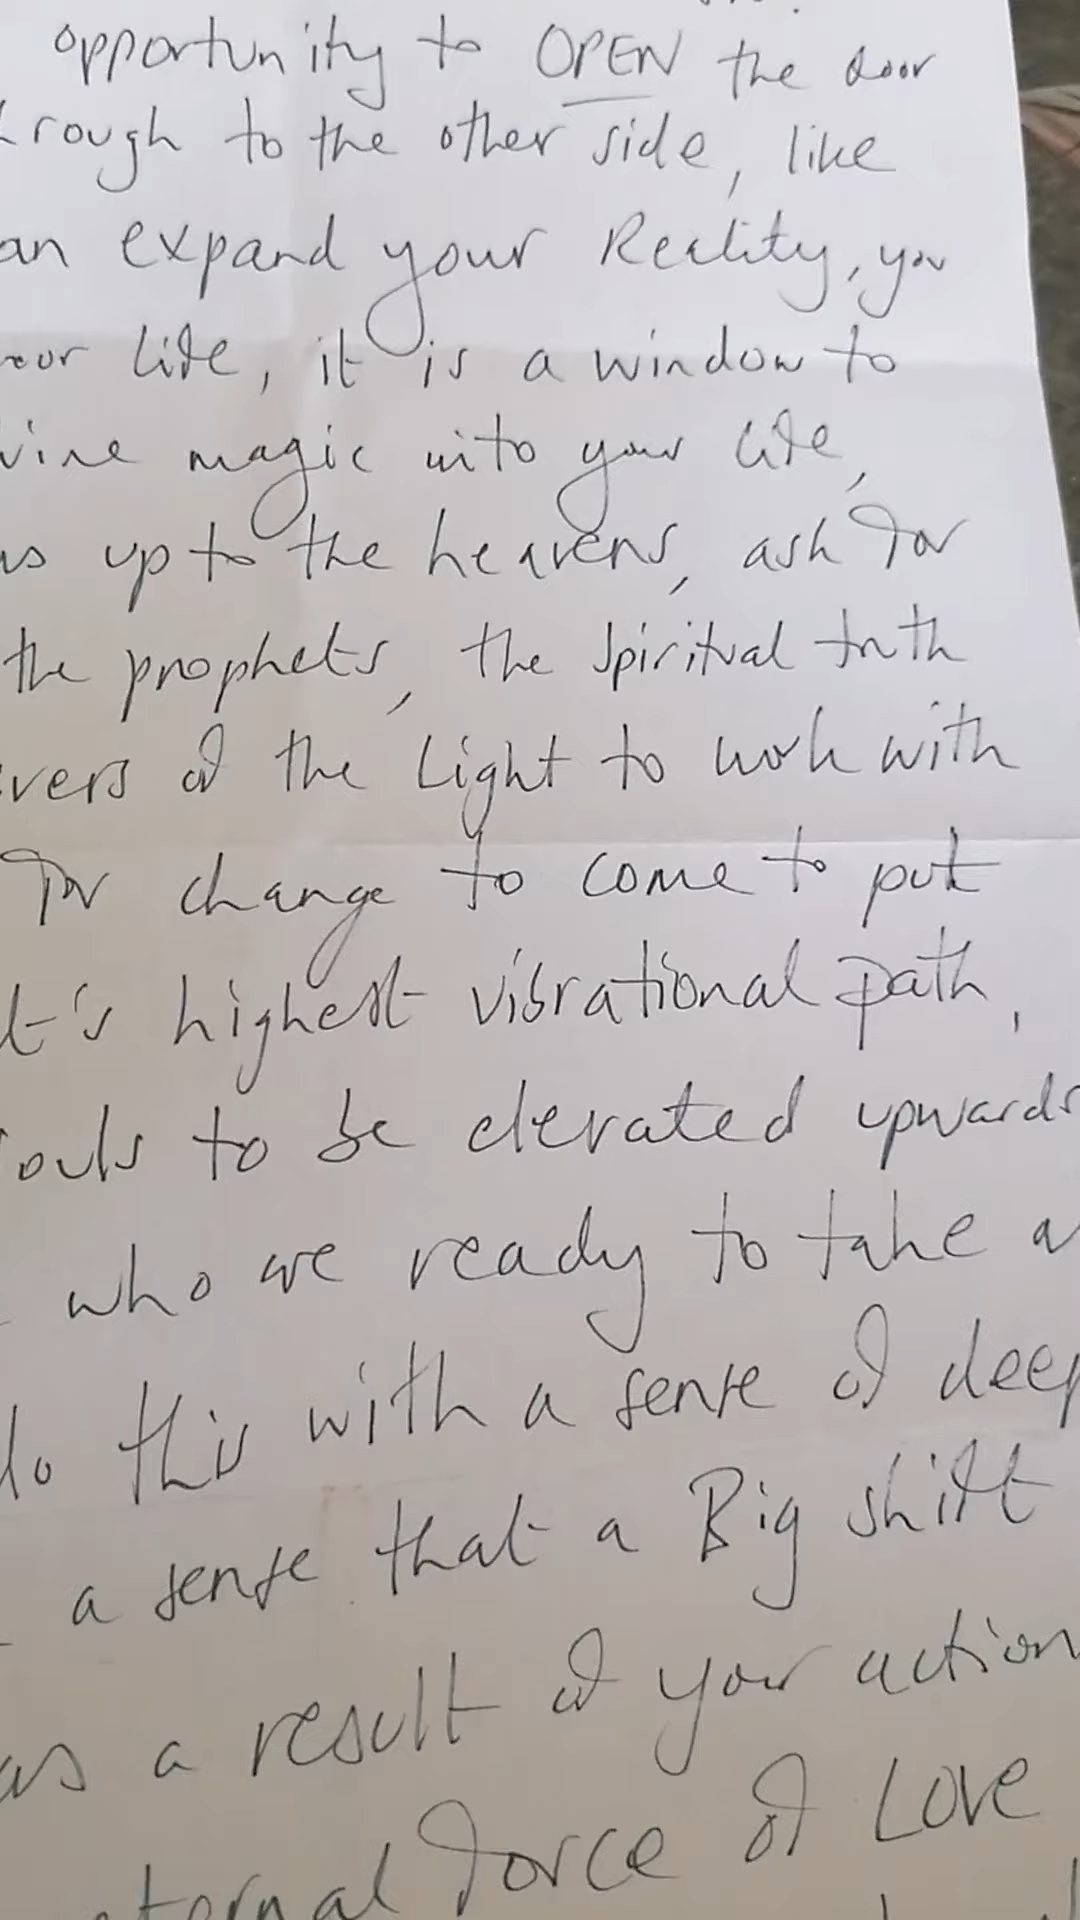 opportunity to OPEN the door
rough to the other side, like
an expand your Reality, you
our life, it is a window to
vine magic into your life,
us up to the heavens, ask for
the prophets, the spiritual truth
vers of the Light to work with
for change to come to put
t's highest vibrational path,
ouls to be elevated upwards
who are ready to take a
do this with a sense of deep
a sense that a Big shift
as a result of your action
ternal force of Love